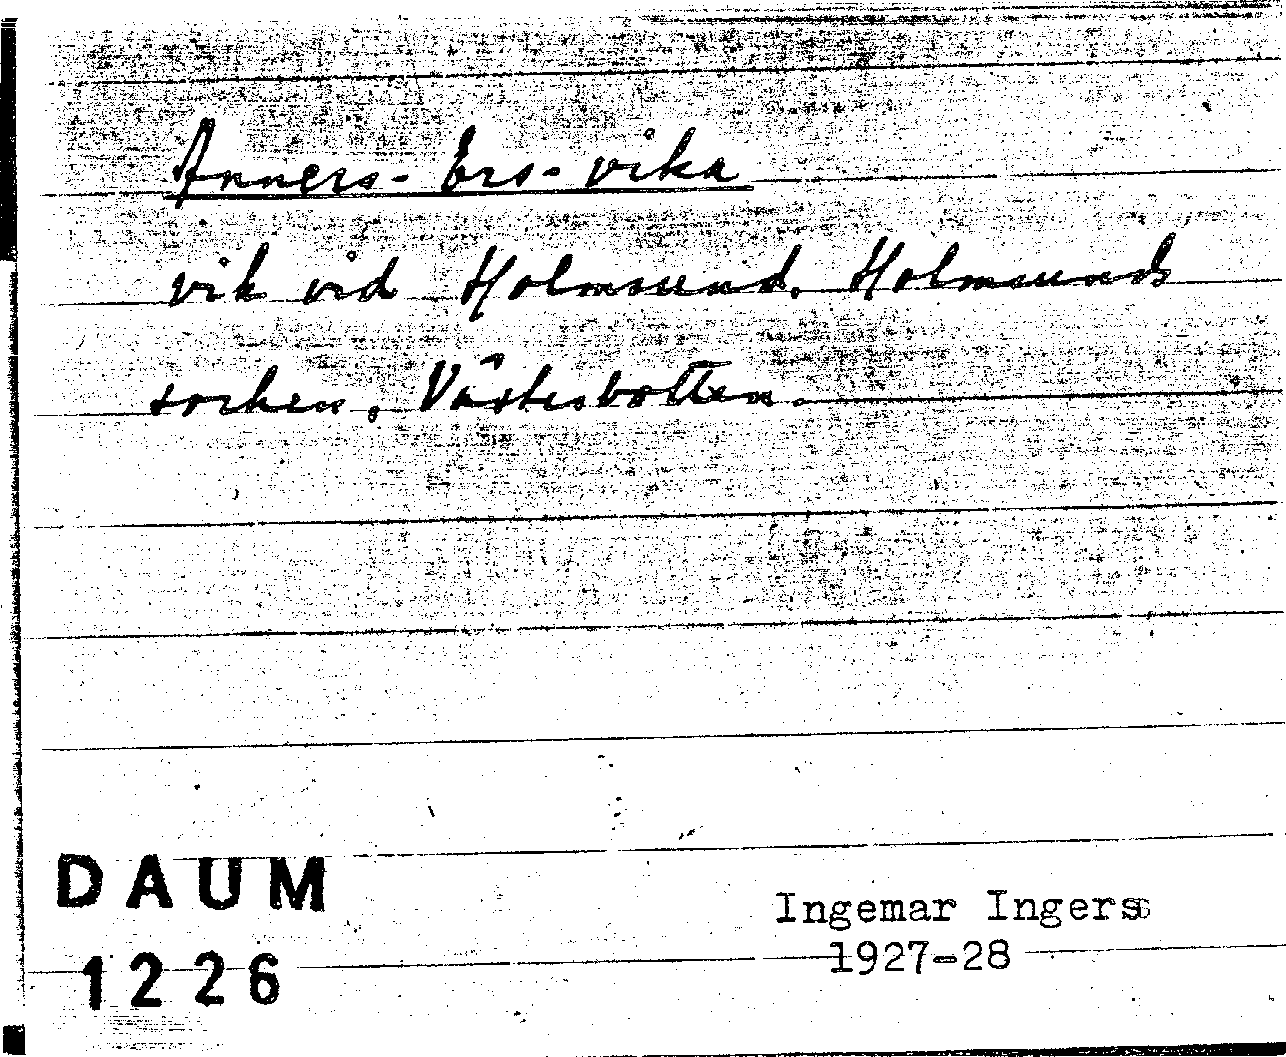 Anners-Ers-vika
vik vid Holmsund, Holmsunds
socken, Västerbotten.
DAUM
1226
Ingemar Ingers
1927-28